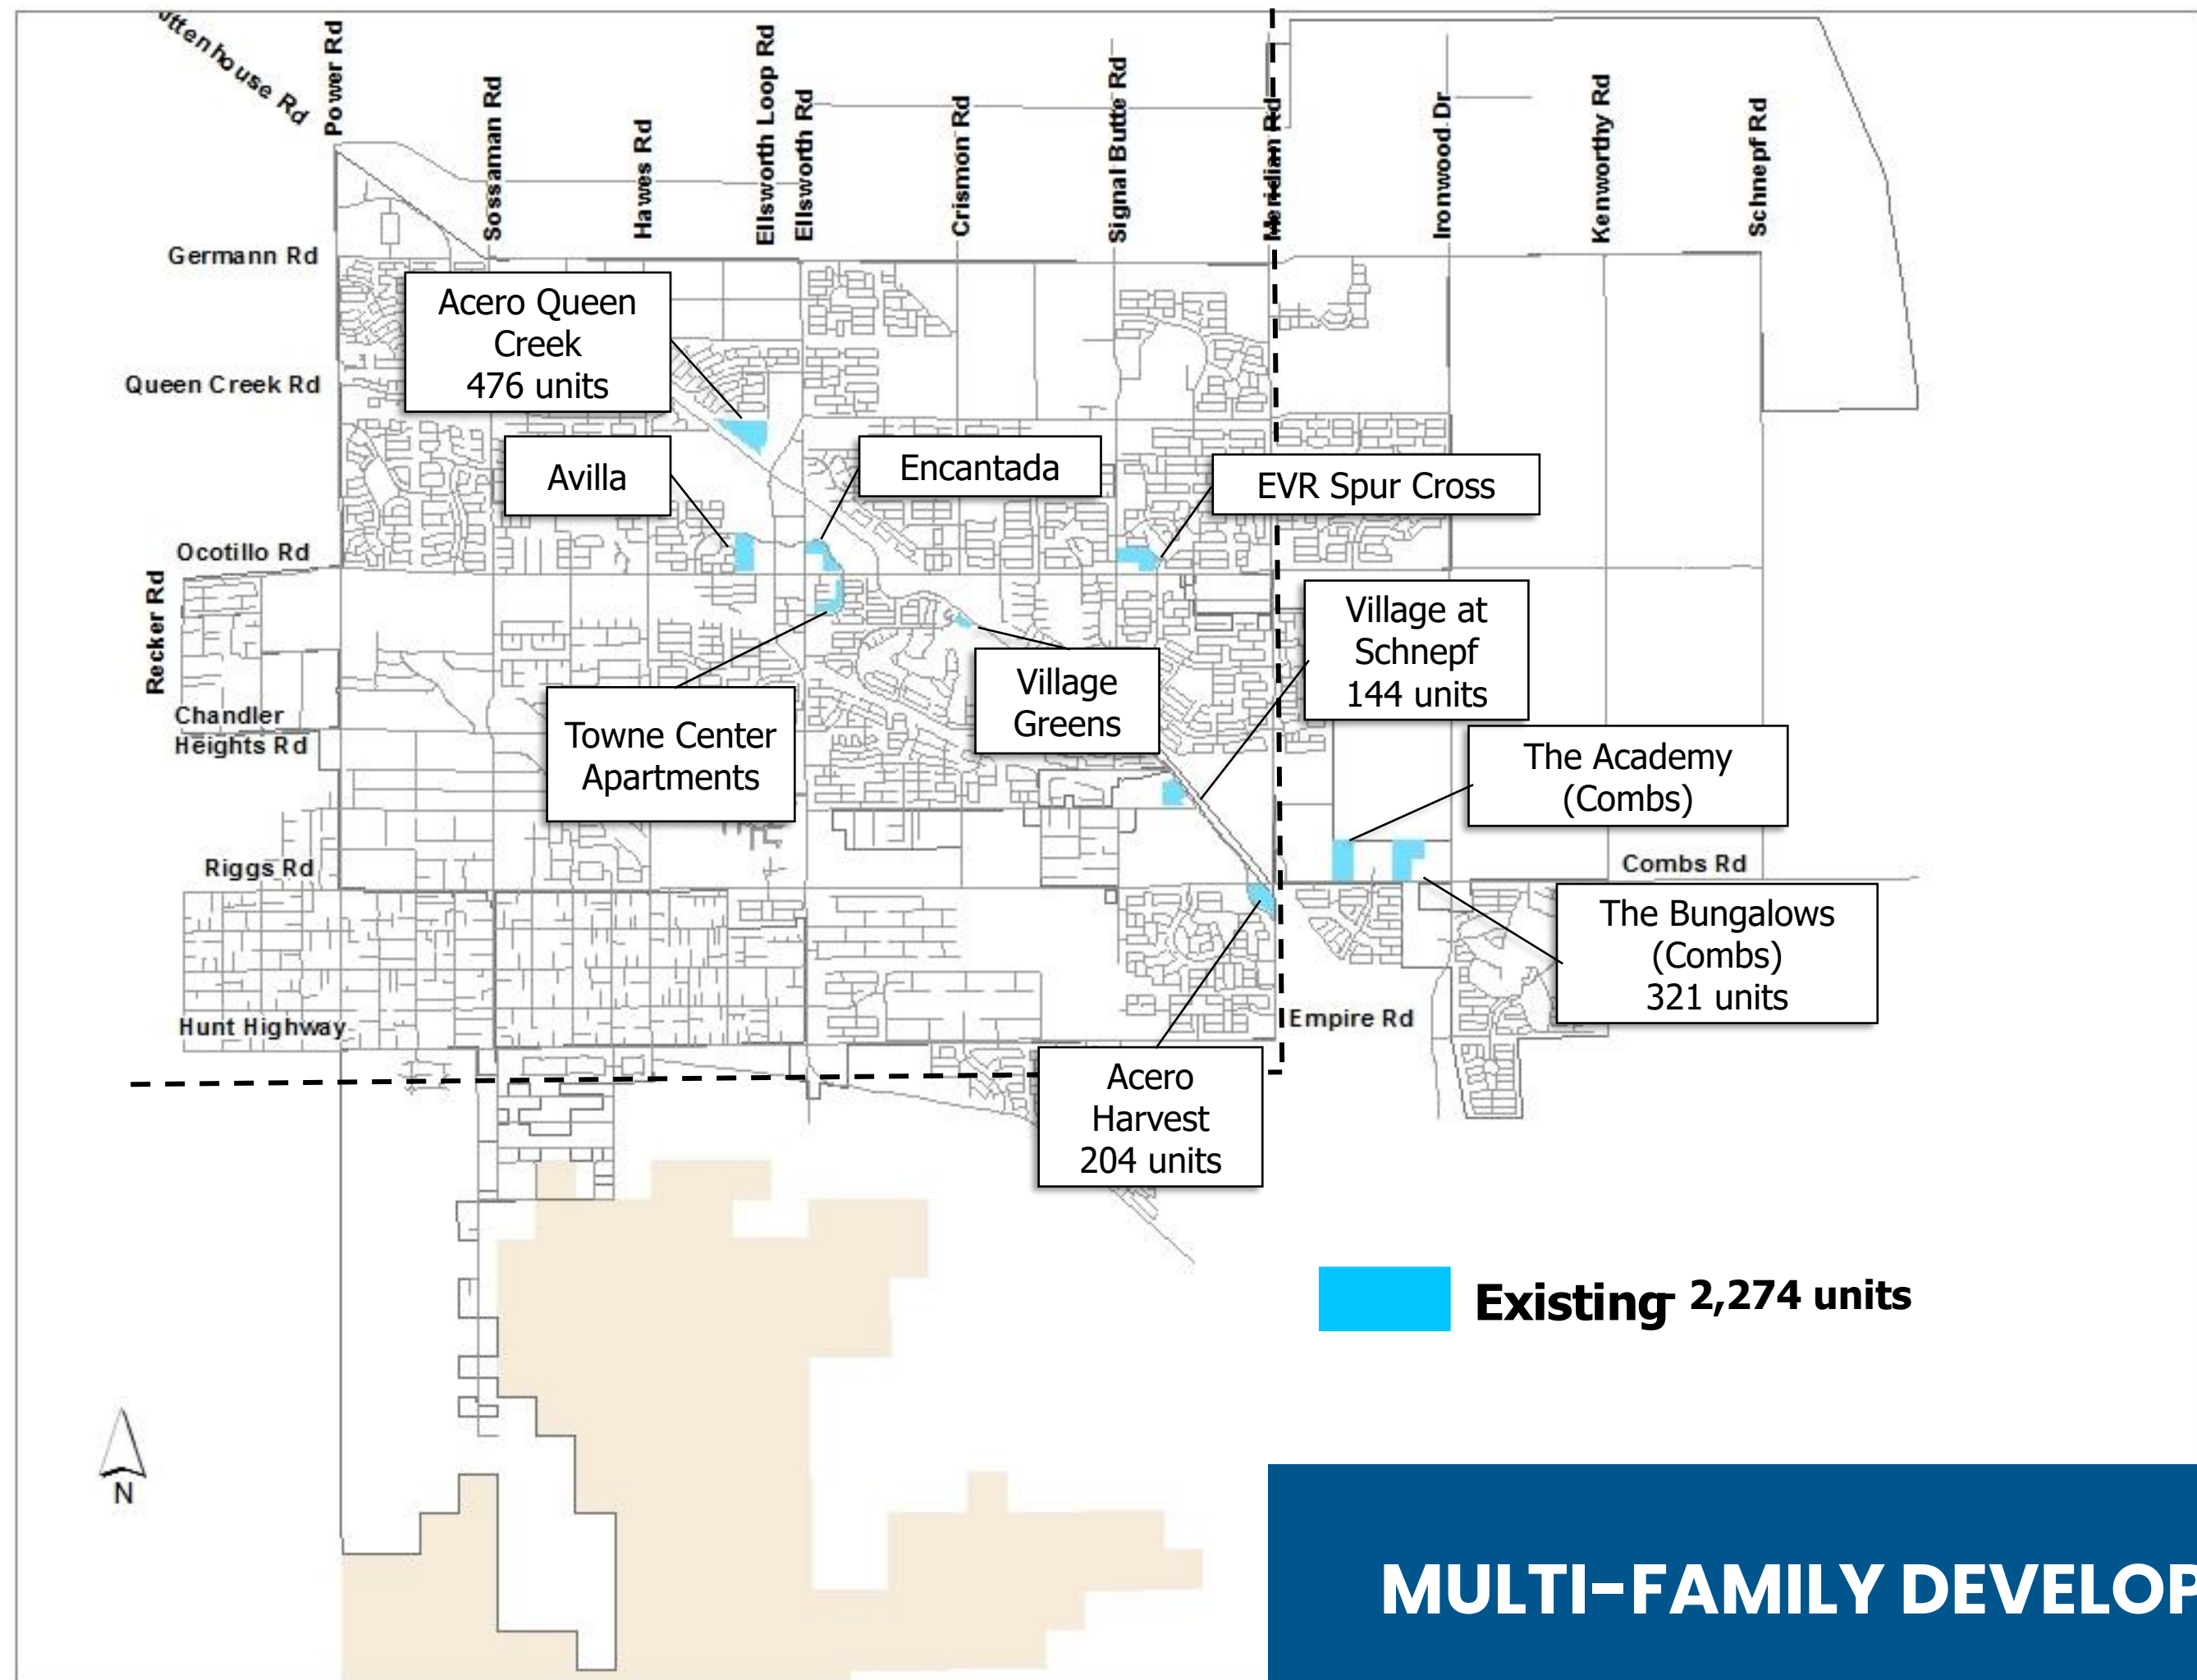 Power Rd
Sossaman Rd
Hawes Rd
Ellsworth Loop Rd
Ellsworth Rd
Crismon Rd
Signal Butte Rd
Meridian Rd
Ironwood Dr
Kenworthy Rd
Schnepf Rd
Germann Rd
Queen Creek Rd
Ocotillo Rd
Recker Rd
Chandler
Heights Rd
Riggs Rd
Hunt Highway
Combs Rd
Empire Rd
Acero Queen
Creek
476 units
Avilla
Encantada
EVR Spur Cross
Village at
Schnepf
144 units
Village
Greens
Towne Center
Apartments
The Academy
(Combs)
The Bungalows
(Combs)
321 units
Acero
Harvest
204 units
Existing- 2,274 units
N
MULTI-FAMILY DEVELOP